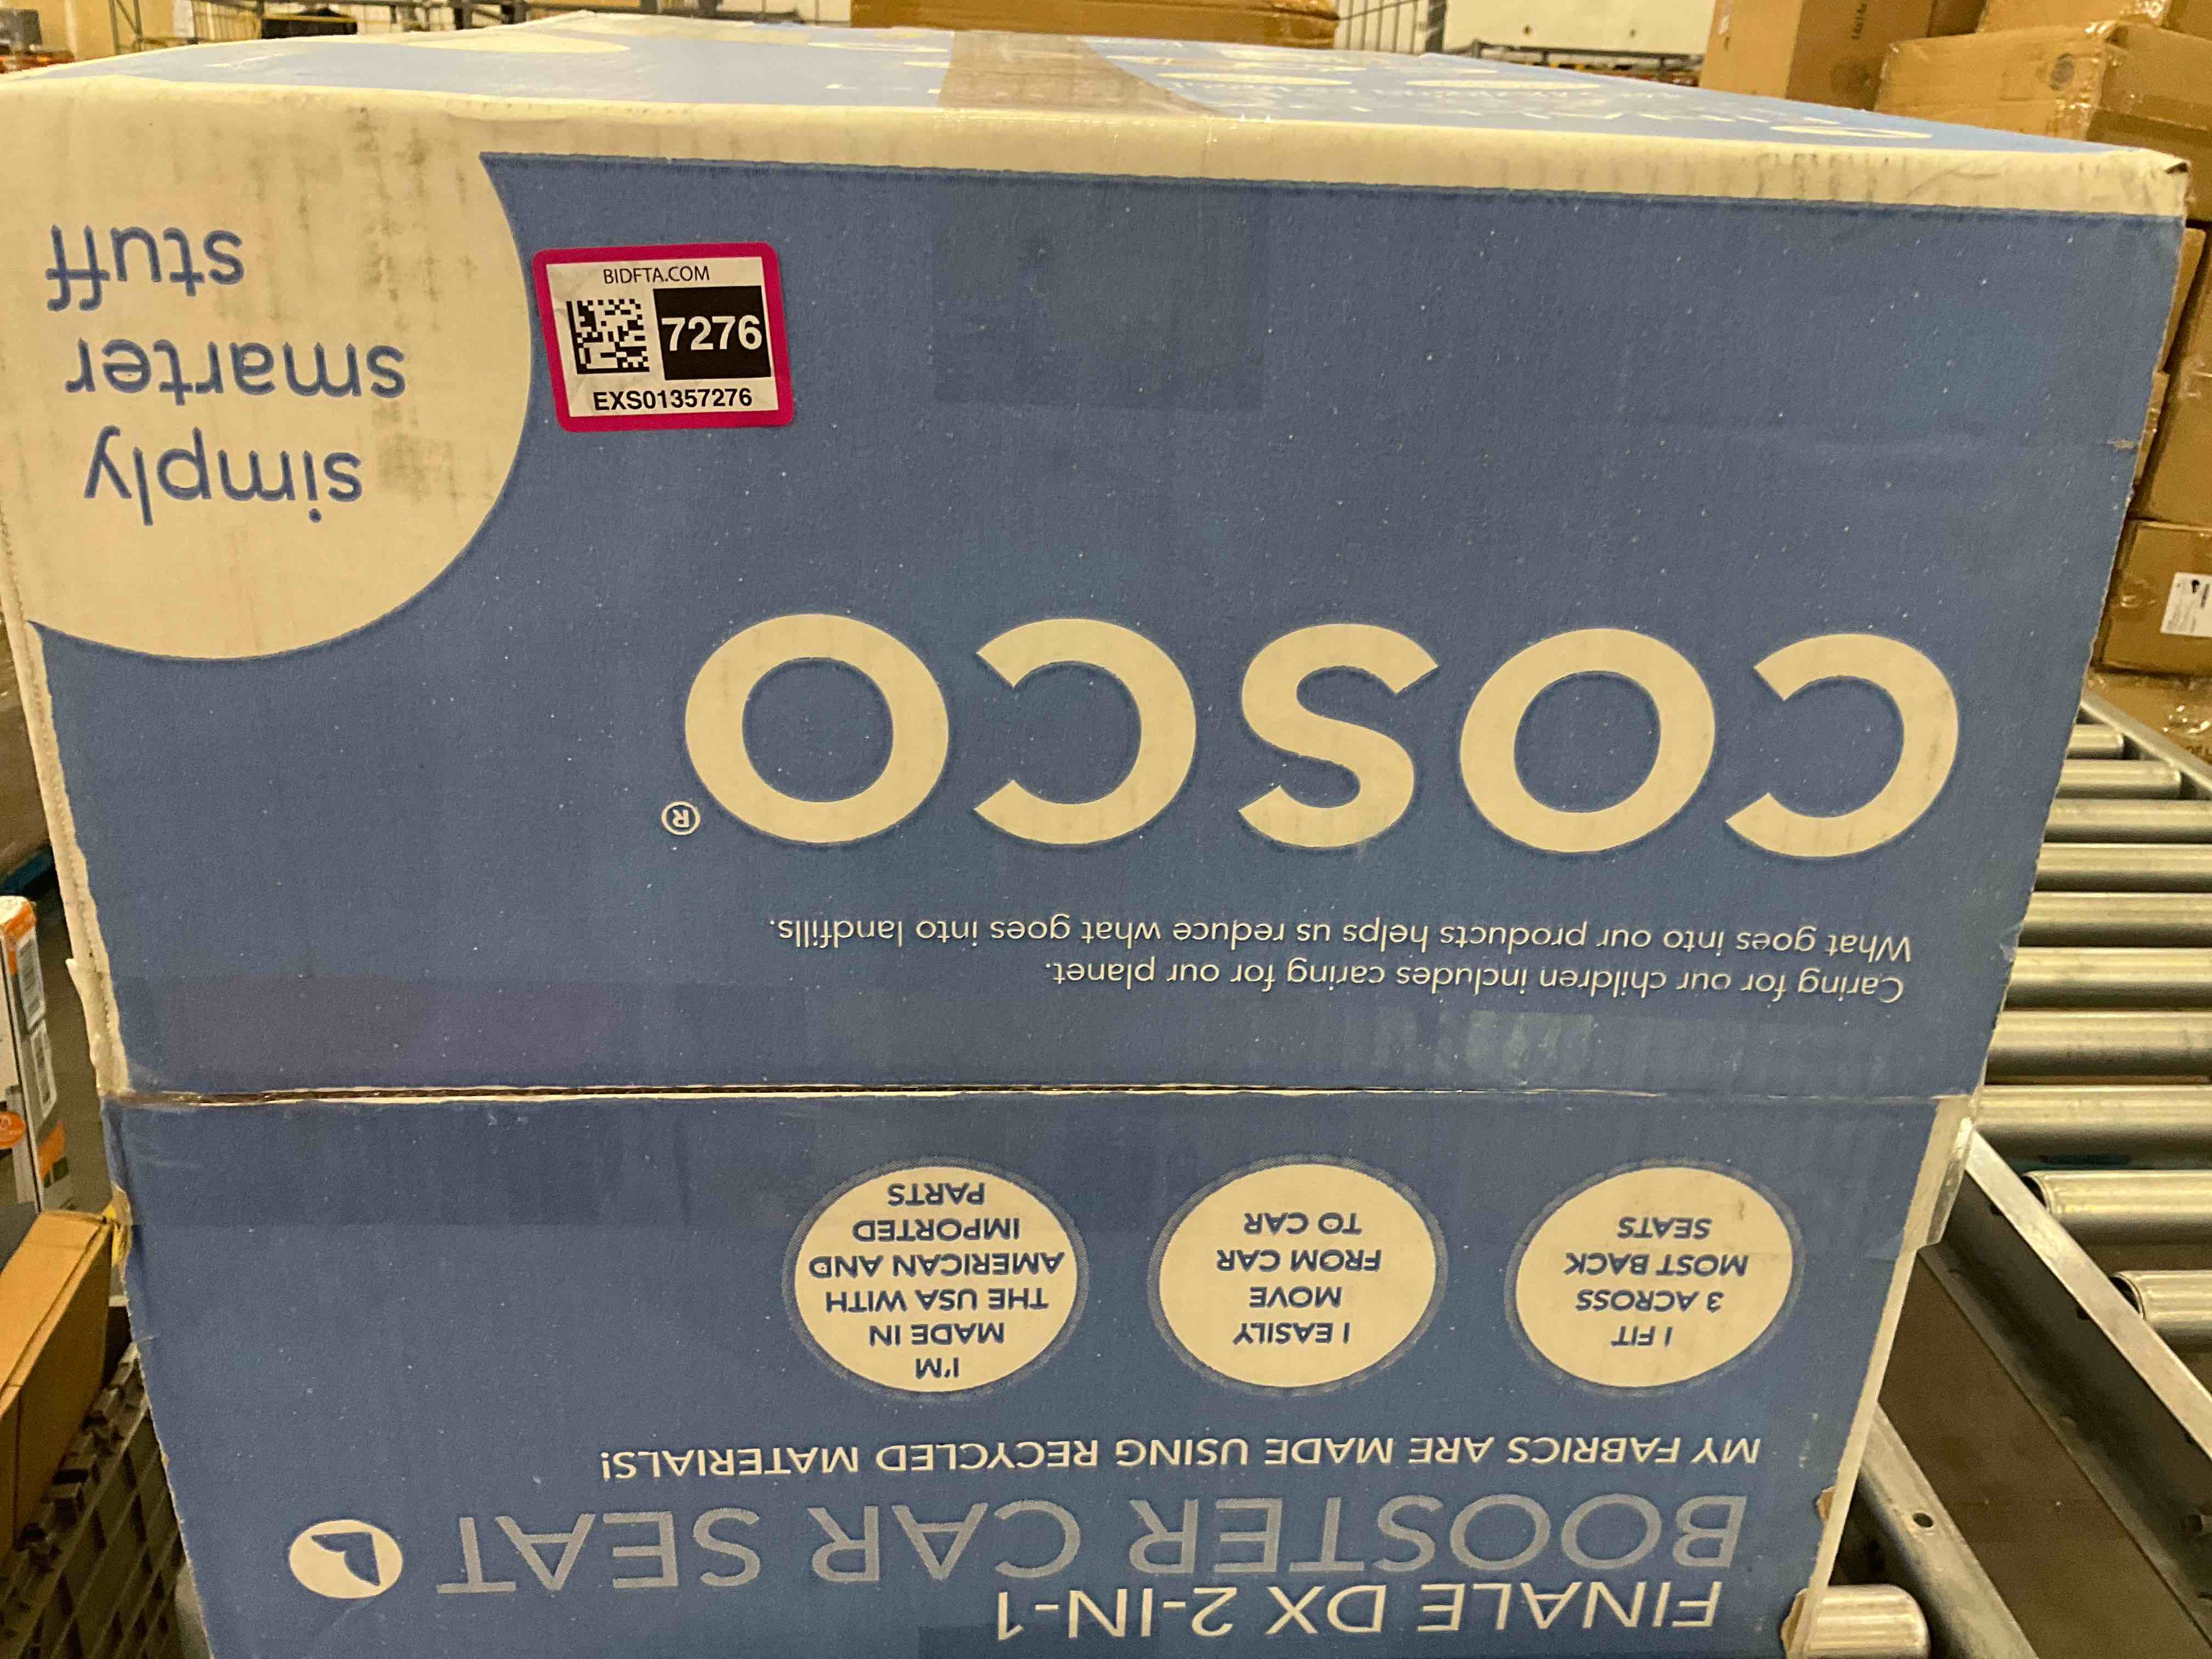 FINALE DX 2-IN-1
BOOSTER CAR SEAT
MY FABRICS ARE MADE USING RECYCLED MATERIALS!
I FIT
3 ACROSS
MOST BACK
SEATS
I EASILY
MOVE
FROM CAR
TO CAR
I'M
MADE IN
THE USA WITH
AMERICAN AND
IMPORTED
PARTS
Caring for our children includes caring for our planet.
What goes into our products helps us reduce what goes into landfills.
COSCO®
simply
smarter
stuff
BIDFTA.COM
7276
EXS01357276